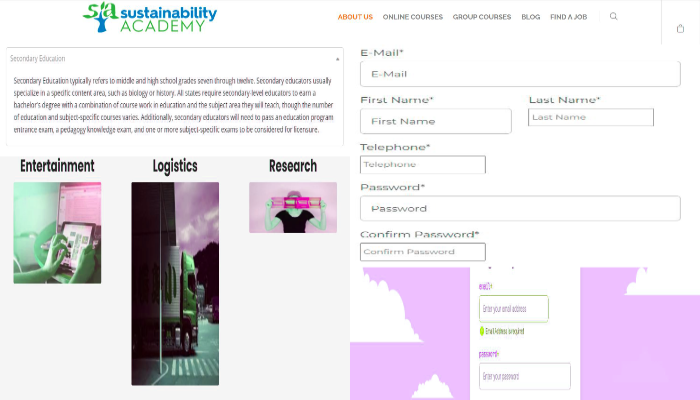 sa sustainability
ACADEMY
ABOUT US ONLINE COURSES GROUP COURSES BLOG FIND A JOB
Secondary Education
Secondary Education typically refers to middle and high school grades seven through twelve. Secondary educators usually
specialize in a specific content area, such as biology or history. All states require secondary-level educators to earn a
bachelor's degree with a combination of course work in education and the subject area they will teach, though the number
of education and subject-specific courses varies. Additionally, secondary educators will need to pass an education program
entrance exam, a pedagogy knowledge exam, and one or more subject-specific exams to be considered for licensure.
Entertainment
Logistics
Research
E-Mail*
E-Mail
First Name* Last Name*
First Name
Last Name
Telephone*
Telephone
Password*
Password
Confirm Password*
Confirm Password
Enter your email address
Email Address is required
password*
Enter your password